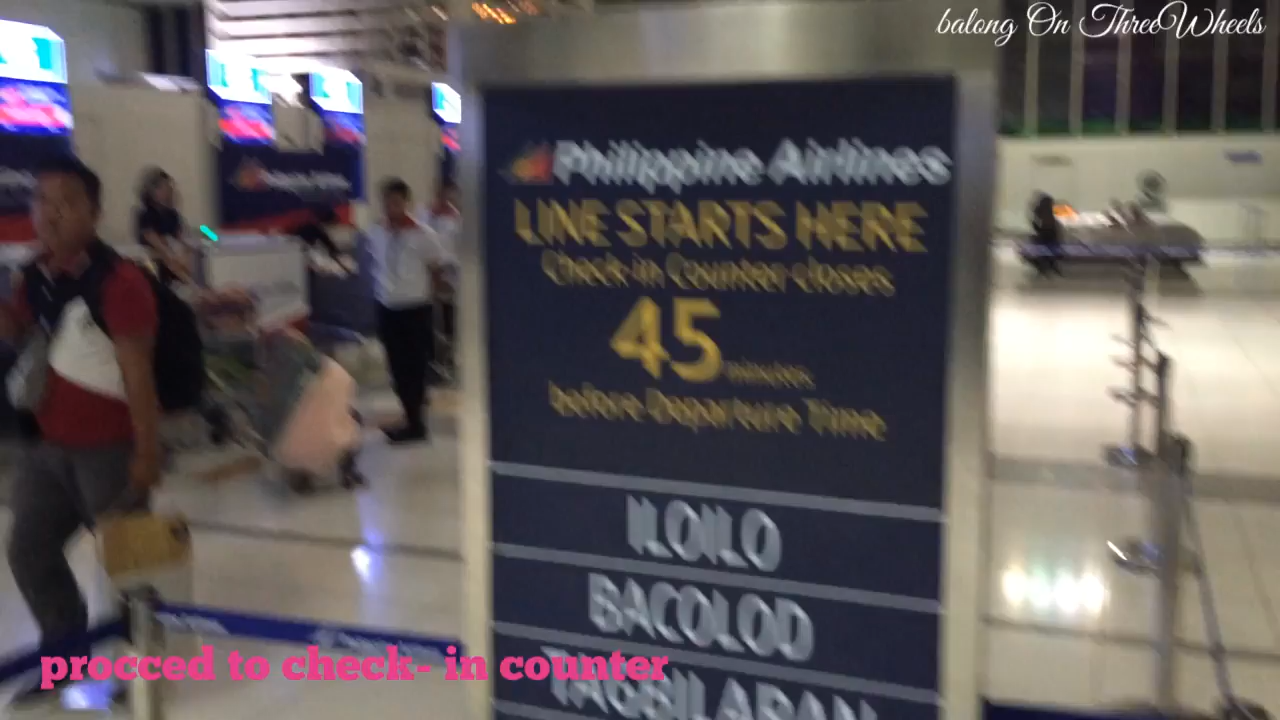 balong On ThreeWheels
Philippine Airlines
LINE STARTS HERE
Check-in Counter closes
45 minutes
before Departure Time
ILOILO
BACOLOD
TAGBILARAN
procced to check- in counter